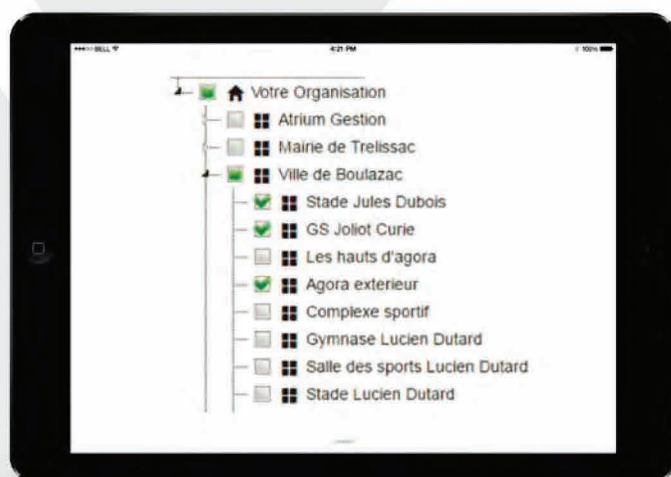 BELL 4:21 PM 100%
Votre Organisation
Atrium Gestion
Mairie de Trelissac
Ville de Boulazac
Stade Jules Dubois
GS Joliot Curie
Les hauts d'agora
Agora exterieur
Complexe sportif
Gymnase Lucien Dutard
Salle des sports Lucien Dutard
Stade Lucien Dutard